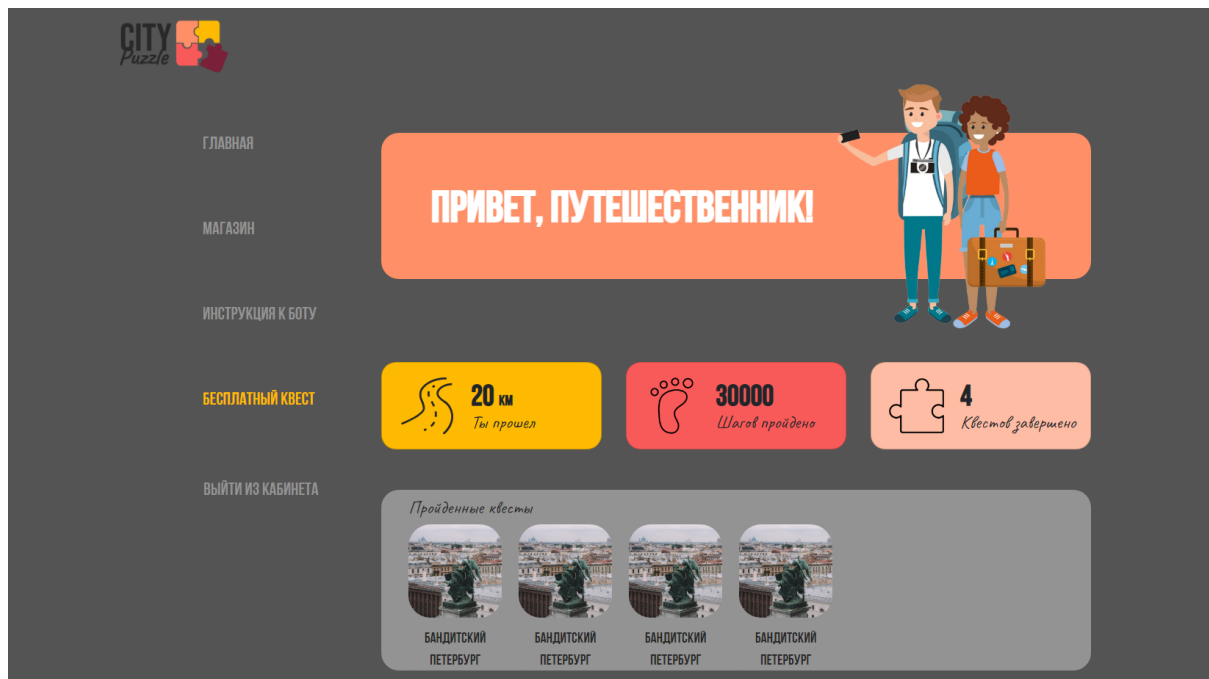 CITY
Puzzle
ГЛАВНАЯ
МАГАЗИН
ИНСТРУКЦИЯ К БОТУ
БЕСПЛАТНЫЙ КВЕСТ
ВЫЙТИ ИЗ КАБИНЕТА
ПРИВЕТ, ПУТЕШЕСТВЕННИК!
20 КМ
Ты прошел
30000
Шагов пройдено
4
Квестов завершено
Пройденные квесты
БАНДИТСКИЙ
ПЕТЕРБУРГ
БАНДИТСКИЙ
ПЕТЕРБУРГ
БАНДИТСКИЙ
ПЕТЕРБУРГ
БАНДИТСКИЙ
ПЕТЕРБУРГ